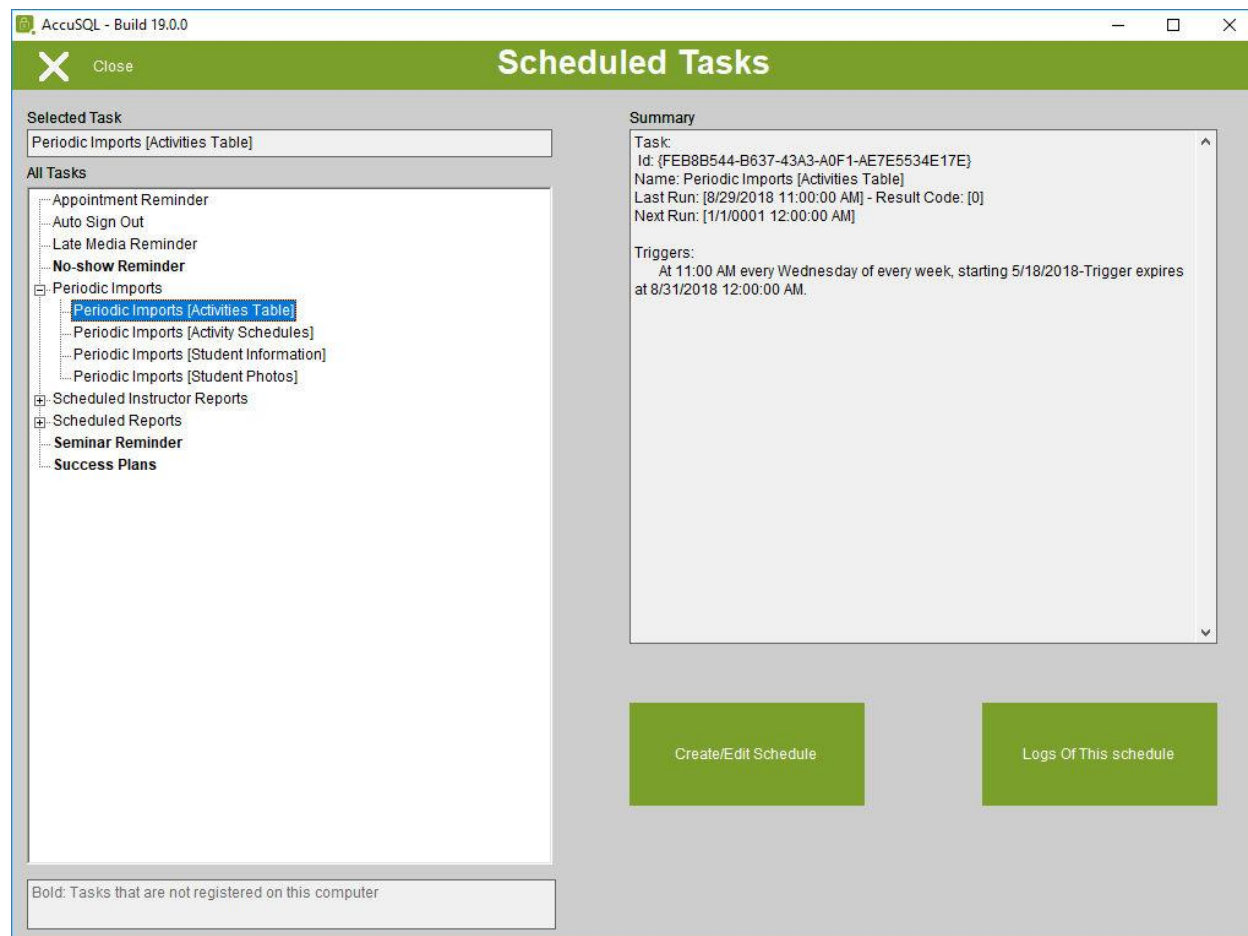 AccuSQL - Build 19.0.0
Close
Scheduled Tasks
Selected Task
Periodic Imports [Activities Table]
All Tasks
Appointment Reminder
Auto Sign Out
Late Media Reminder
No-show Reminder
Periodic Imports
Periodic Imports [Activities Table]
Periodic Imports [Activity Schedules]
Periodic Imports [Student Information]
Periodic Imports [Student Photos]
Scheduled Instructor Reports
Scheduled Reports
Seminar Reminder
Success Plans
Bold: Tasks that are not registered on this computer
Summary
Task:
Id: {FEB8B544-B637-43A3-A0F1-AE7E5534E17E}
Name: Periodic Imports [Activities Table]
Last Run: [8/29/2018 11:00:00 AM] - Result Code: [0]
Next Run: [1/1/0001 12:00:00 AM]
Triggers:
At 11:00 AM every Wednesday of every week, starting 5/18/2018-Trigger expires
at 8/31/2018 12:00:00 AM.
Create/Edit Schedule
Logs Of This schedule